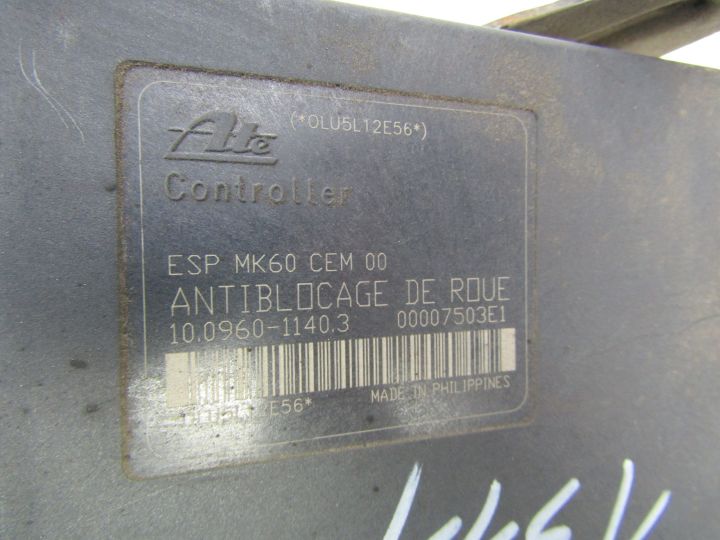 (*OLU5L12E56*)
Ate
Controller
ESP MK60 CEM 00
ANTIBLOCAGE DE ROUE
10.0960-1140.3 00007503E1
MADE IN PHILIPPINES